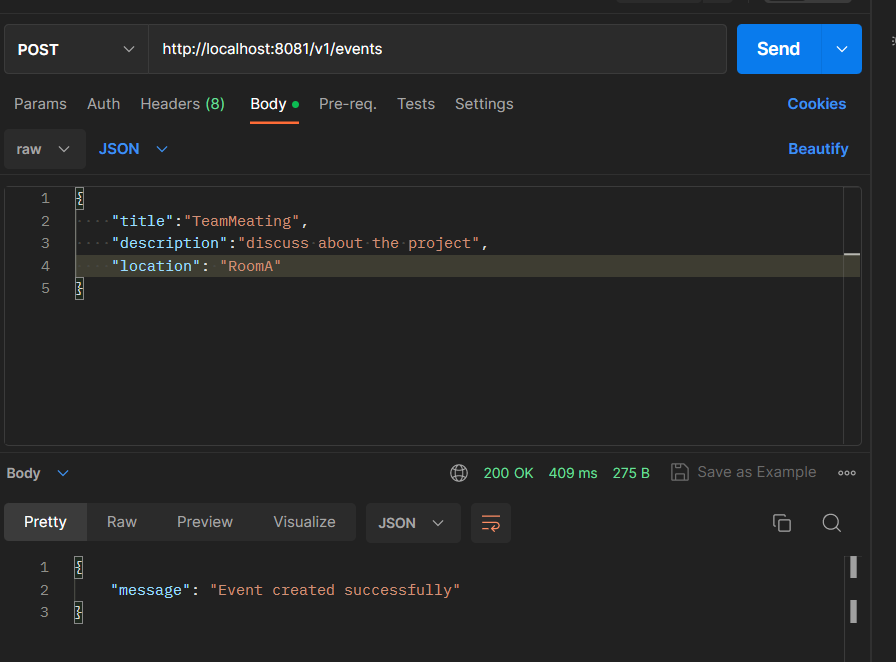 POST http://localhost:8081/v1/events Send
Params Auth Headers (8) Body Pre-req. Tests Settings Cookies
raw JSON Beautify
1 {
2 "title":"TeamMeating",
3 "description":"discuss about the project",
4 "location": "RoomA"
5 }
Body 200 OK 409 ms 275 B Save as Example
Pretty Raw Preview Visualize JSON
1 {
2 "message": "Event created successfully"
3 }